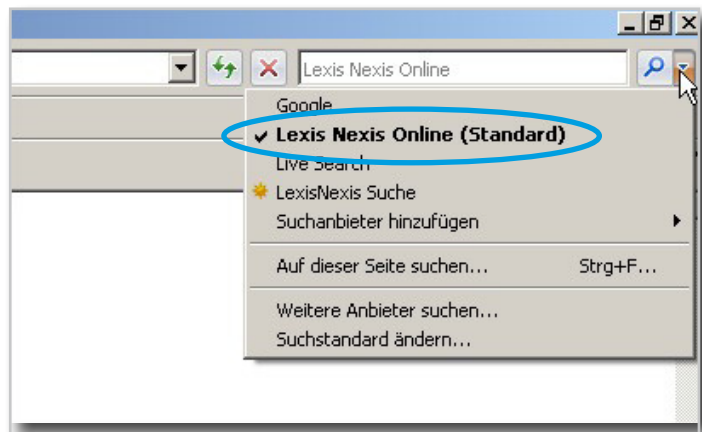 Lexis Nexis Online
Google
Lexis Nexis Online (Standard)
Live Search
LexisNexis Suche
Suchanbieter hinzufügen
Auf dieser Seite suchen... Strg+F...
Weitere Anbieter suchen...
Suchstandard ändern...